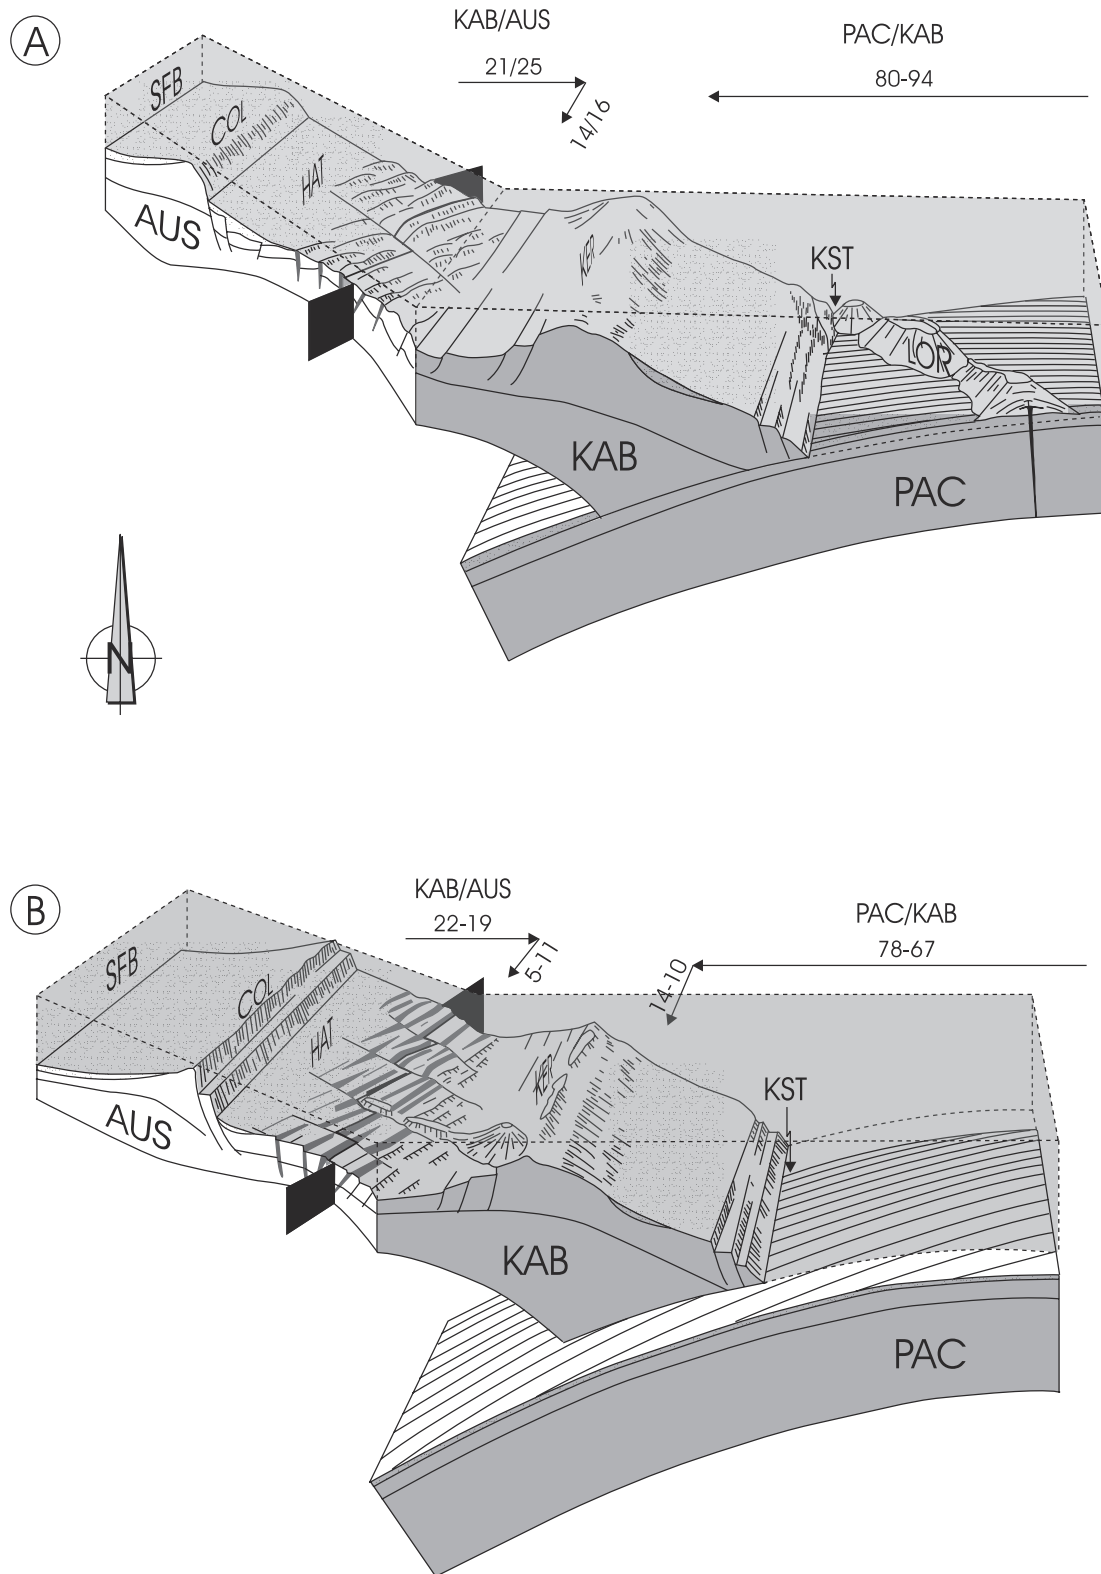 A
KAB/AUS
21/25
14/16
PAC/KAB
80-94
SFB
COL
HAT
AUS
KER
KST
LOR
KAB
PAC
N
B
KAB/AUS
22-19
5-11
PAC/KAB
78-67
14-10
SFB
COL
HAT
AUS
KER
KST
KAB
PAC